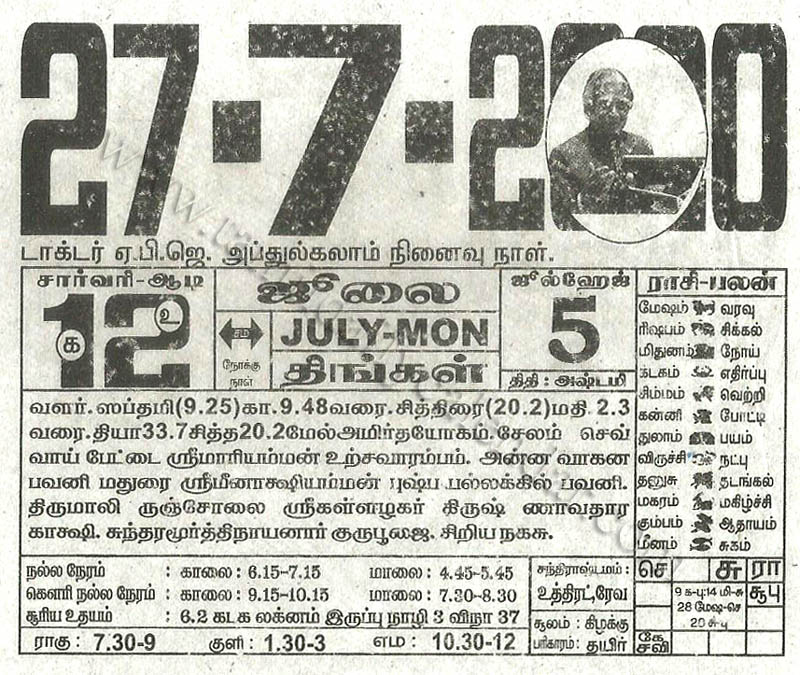 27-7-2020
டாக்டர் ஏ.பி.ஜெ. அப்துல்கலாம் நினைவு நாள்.
சார்வரி-ஆடி
12
க உ
சம
நோக்கு
நாள்
ஜூலை
JULY-MON
திங்கள்
ஜூல்ஹேஜ்
5
திதி : அஷ்டமி
ராசி-பலன்
மேஷம் வரவு
ரிஷபம் சிக்கல்
மிதுனம் நோய்
கடகம் எதிர்ப்பு
சிம்மம் வெற்றி
கன்னி போட்டி
துலாம் பயம்
விருச்சி நட்பு
தனுசு தடங்கல்
மகரம் மகிழ்ச்சி
கும்பம் ஆதாயம்
மீனம் சுகம்
வளர்.ஸப்தமி(9.25)கா.9.48வரை.சித்திரை(20.2)மதி 2.3
வரை.தியா33.7சித்த20.2மேல்அமிர்தயோகம்.சேலம் செவ்
வாய் பேட்டை ஸ்ரீமாரியம்மன் உற்சவாரம்பம். அன்ன வாகன
பவனி மதுரை ஸ்ரீமீனாக்ஷியம்மன் புஷ்ப பல்லக்கில் பவனி.
திருமாலி ருஞ்சோலை ஸ்ரீகள்ளழகர் கிருஷ் ணாவதார
காக்ஷி. சுந்தரமூர்த்திநாயனார் குருபூஜை. சிறிய நகசு.
நல்ல நேரம் : காலை : 6.15-7.15 மாலை : 4.45-5.45
கௌரி நல்ல நேரம் : காலை : 9.15-10.15 மாலை : 7.30-8.30
சூரிய உதயம் : 6.2 கடக லக்னம் இருப்பு நாழி 3 விநா 37
ராகு : 7.30-9 குளி : 1.30-3 எம : 10.30-12
சந்திராஷ்டமம் :
உத்திரட்,ரேவ
சூலம் : கிழக்கு
பரிகாரம் : தயிர்
செ சு ரா
சூபு
9 க-பு:14 மி-சு
28 மேஷ-செ
20 சு-பு
கே
சவி